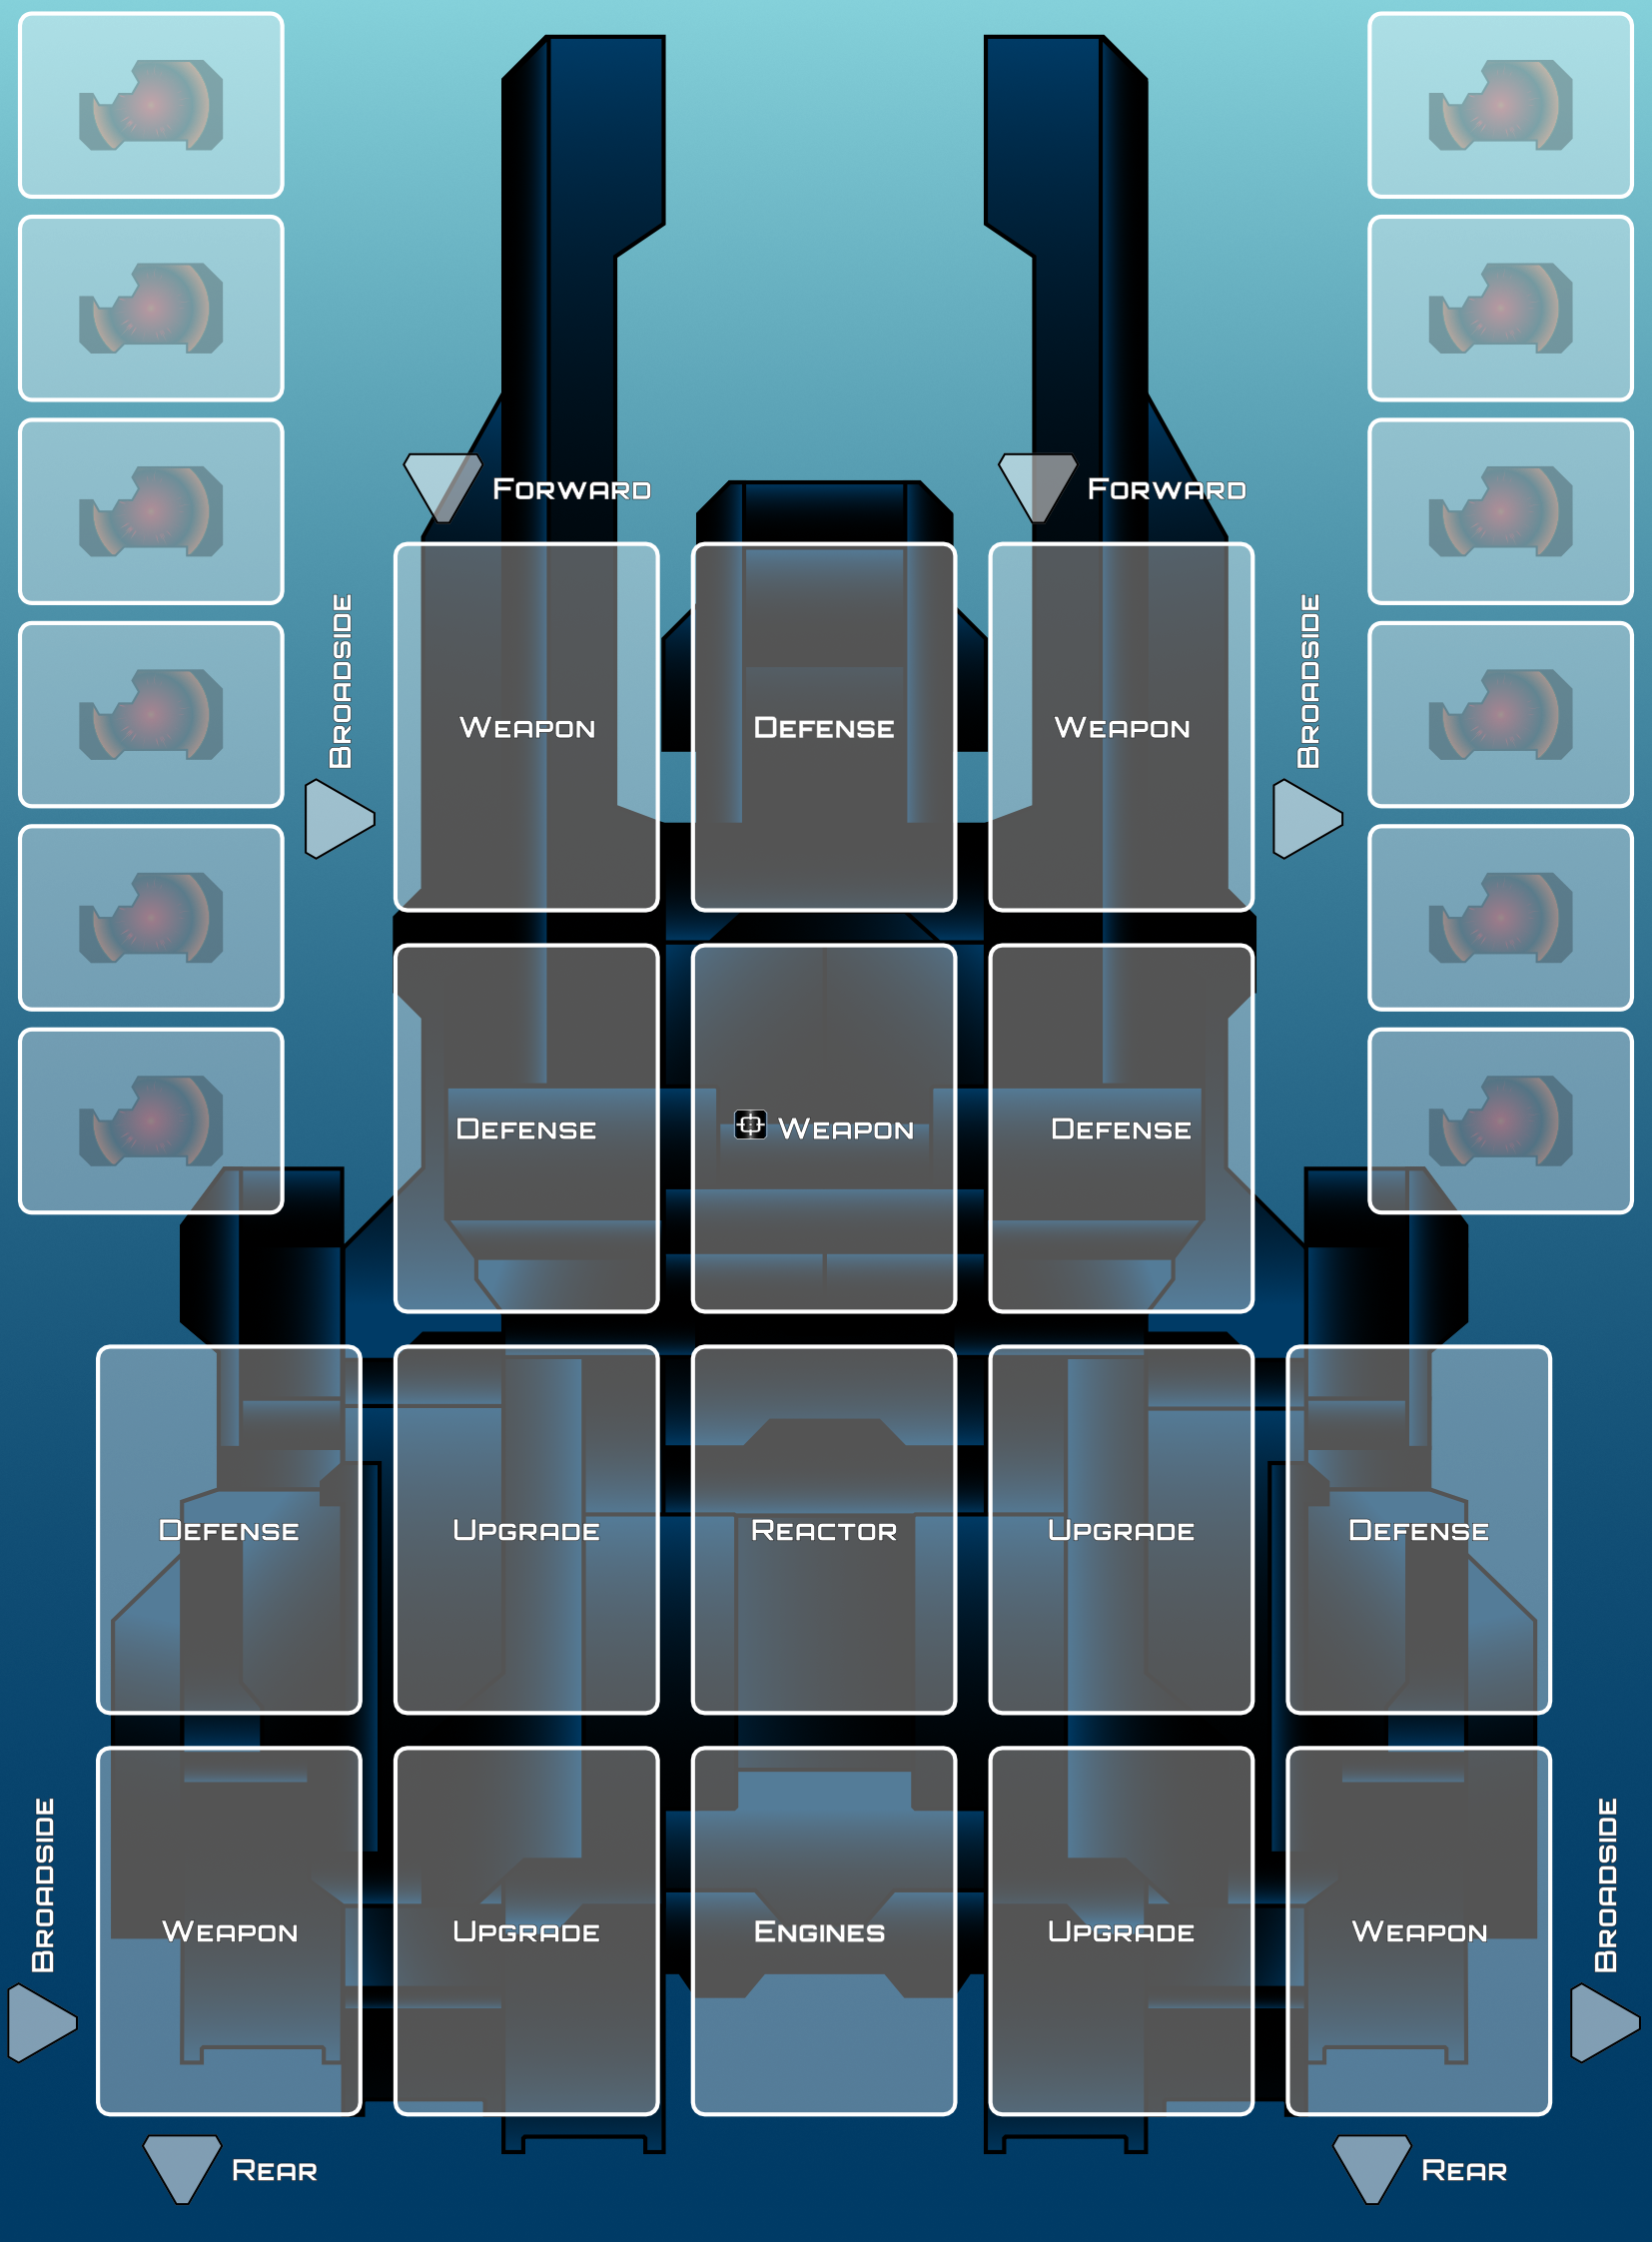 Forward
Forward
Broadside
Broadside
Weapon
Defense
Weapon
Defense
Weapon
Defense
Defense
Upgrade
Reactor
Upgrade
Defense
Broadside
Broadside
Weapon
Upgrade
Engines
Upgrade
Weapon
Rear
Rear